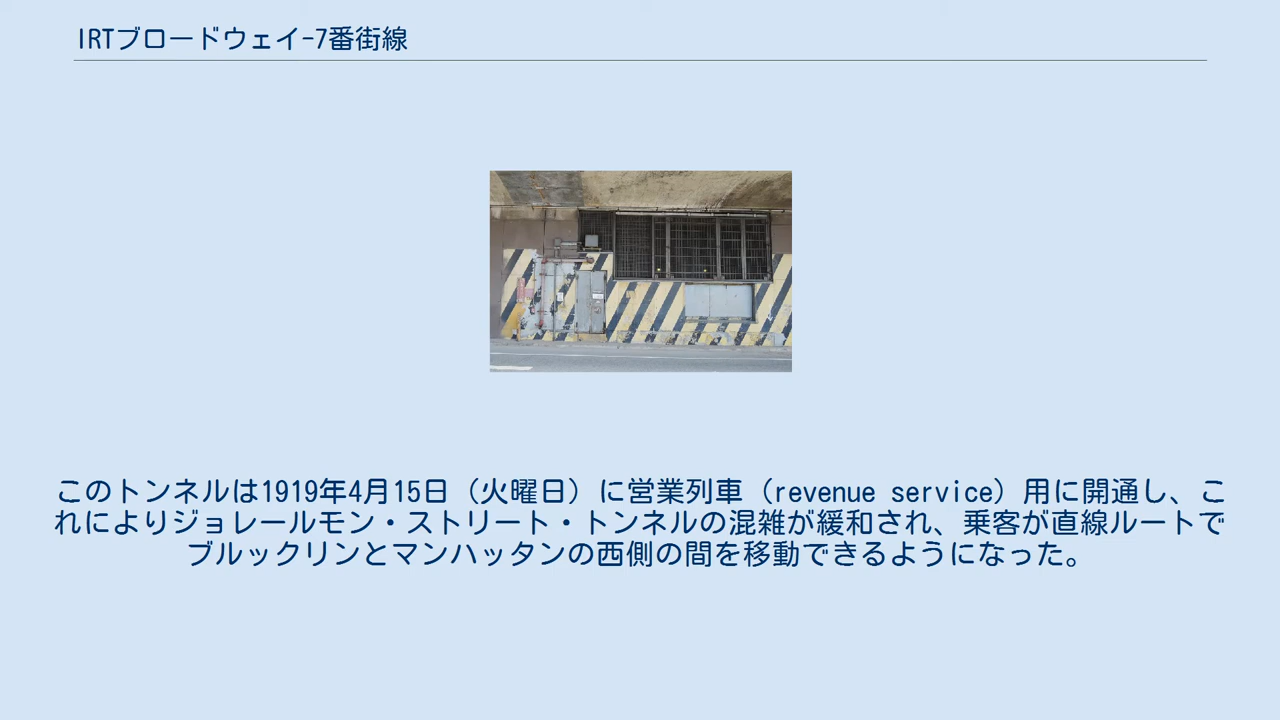 IRTブロードウェイ-7番街線
このトンネルは1919年4月15日（火曜日）に営業列車（revenue service）用に開通し、こ
れによりジョレールモン・ストリート・トンネルの混雑が緩和され、乗客が直線ルートで
ブルックリンとマンハッタンの西側の間を移動できるようになった。